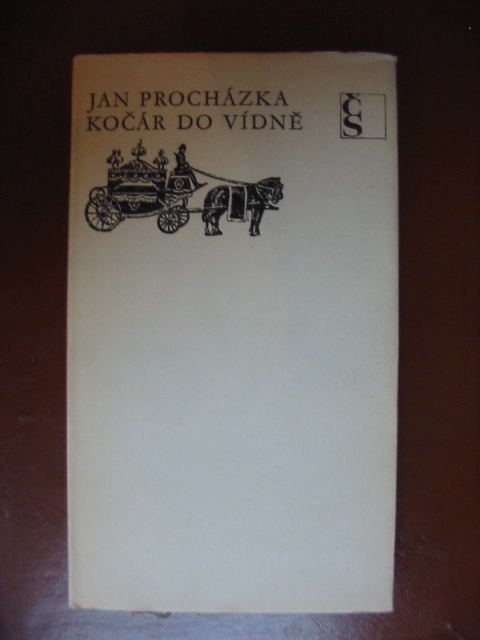 JAN PROCHÁZKA
KOČÁR DO VÍDNĚ
ČS